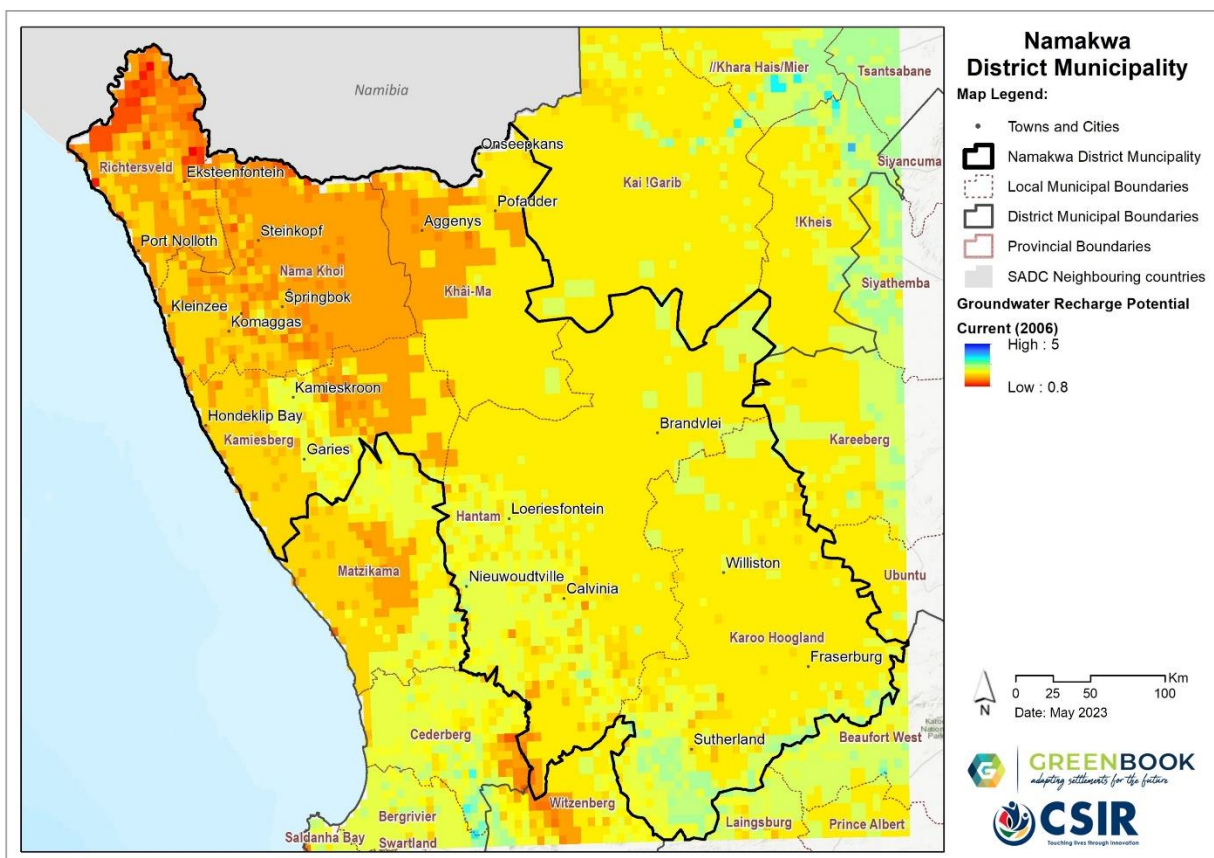 Namibia
//Khara Hais/Mier
Tsantsabane
Onseepkans
Siyancuma
Richtersveld
Eksteenfontein
Kai !Garib
Pofadder
Aggenys
!Kheis
Steinkopf
Port Nolloth
Nama Khoi
Siyathemba
Khâi-Ma
Springbok
Kleinzee
Komaggas
Kamieskroon
Hondeklip Bay
Kamiesberg
Brandvlei
Kareeberg
Garies
Hantam
Loeriesfontein
Matzikama
Nieuwoudtville
Calvinia
Williston
Ubuntu
Karoo Hoogland
Fraserburg
Cederberg
Sutherland
Beaufort West
Witzenberg
Bergrivier
Laingsburg
Prince Albert
Saldanha Bay
Swartland
Namakwa
District Municipality
Map Legend:
Towns and Cities
Namakwa District Muncipality
Local Municipal Boundaries
District Municipal Boundaries
Provincial Boundaries
SADC Neighbouring countries
Groundwater Recharge Potential
Current (2006)
High : 5
Low : 0.8
N
Km
0 25 50 100
Date: May 2023
G
GREENBOOK
adapting settlements for the future
CSIR
Touching lives through innovation